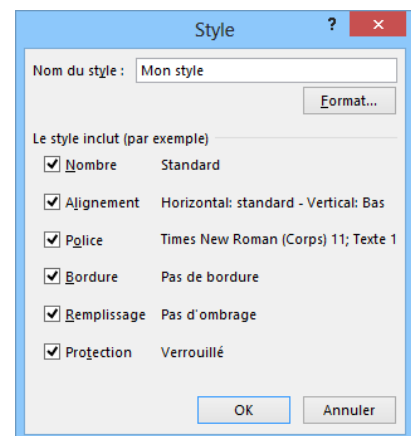 Style ? ×
Nom du style : Mon style
Format...
Le style inclut (par exemple)
Nombre Standard
Alignement Horizontal: standard - Vertical: Bas
Police Times New Roman (Corps) 11; Texte 1
Bordure Pas de bordure
Remplissage Pas d'ombrage
Protection Verrouillé
OK Annuler